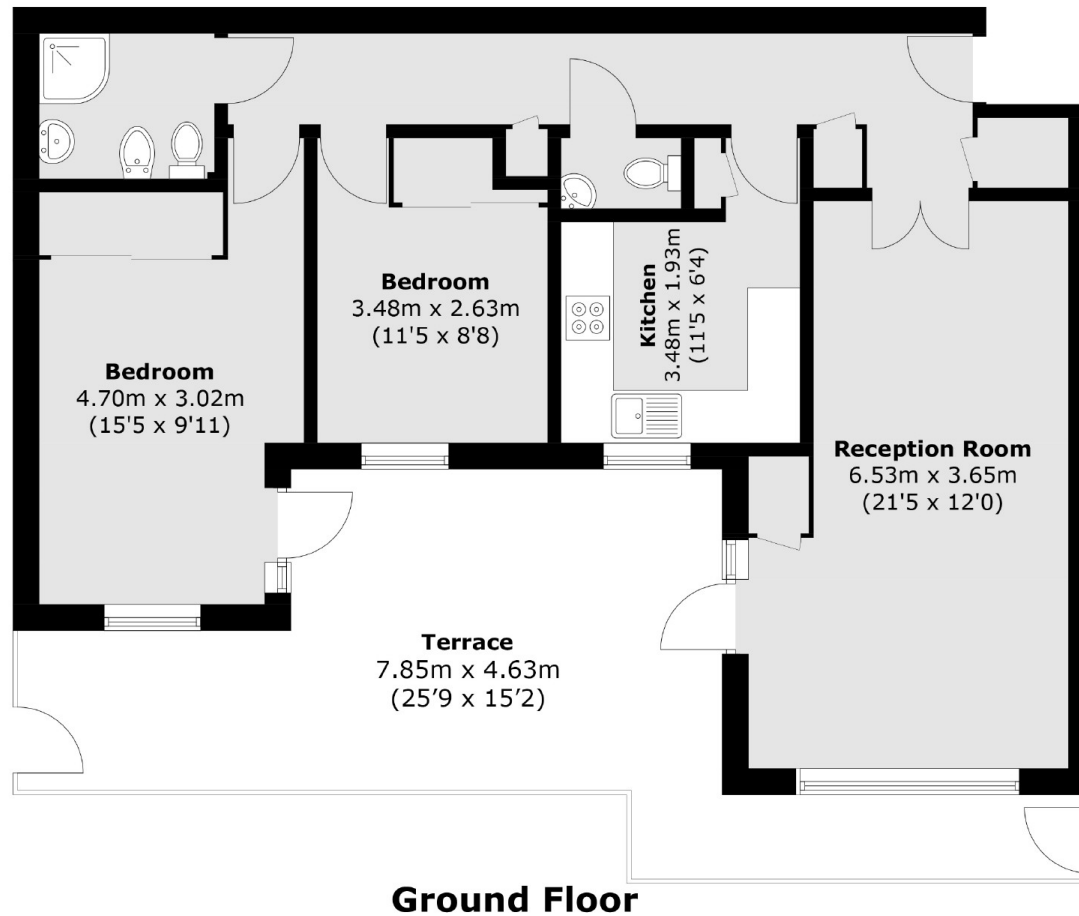 Bedroom
3.48m x 2.63m
(11'5 x 8'8)
Kitchen
3.48m x 1.93m
(11'5 x 6'4)
Bedroom
4.70m x 3.02m
(15'5 x 9'11)
Reception Room
6.53m x 3.65m
(21'5 x 12'0)
Terrace
7.85m x 4.63m
(25’9 x 15’2)
Ground Floor